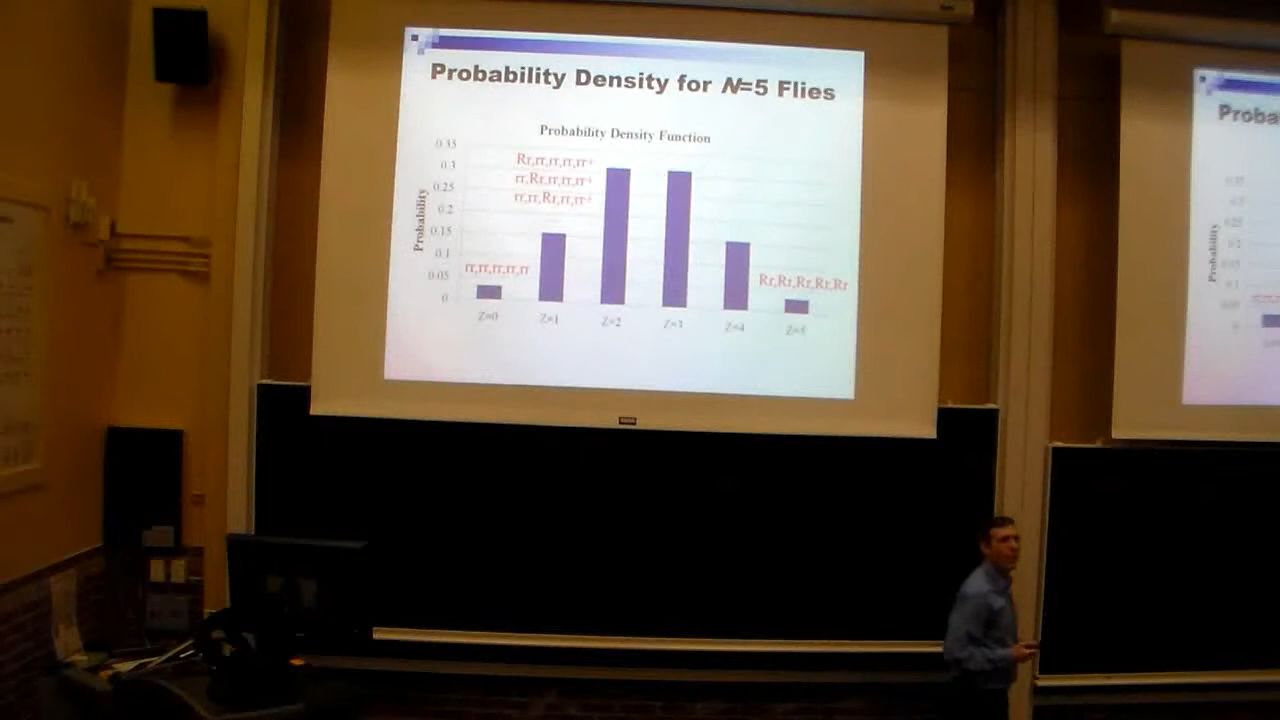 Probability Density for N=5 Flies
Probability Density Function
0.35
0.3
0.25
0.2
0.15
0.1
0.05
0
Probability
Rr,rr,rr,rr,rr+
rr,Rr,rr,rr,rr+
rr,rr,Rr,rr,rr+
rr,rr,rr,rr,rr
Rr,Rr,Rr,Rr,Rr
Z=0
Z=1
Z=2
Z=3
Z=4
Z=5
Proba
Probability